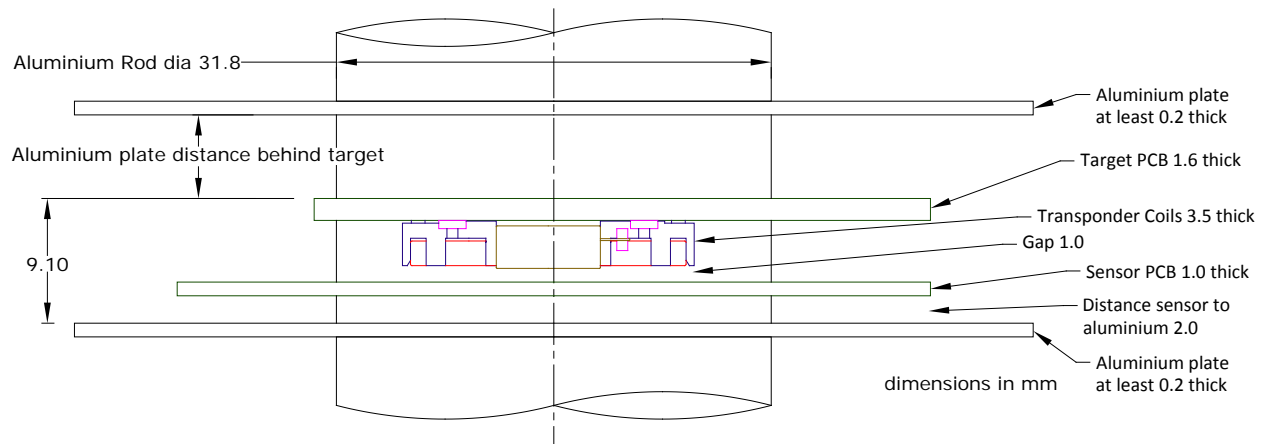 Aluminium Rod dia 31.8
Aluminium plate
at least 0.2 thick
Aluminium plate distance behind target
Target PCB 1.6 thick
Transponder Coils 3.5 thick
Gap 1.0
9.10
Sensor PCB 1.0 thick
Distance sensor to
aluminium 2.0
Aluminium plate
at least 0.2 thick
dimensions in mm